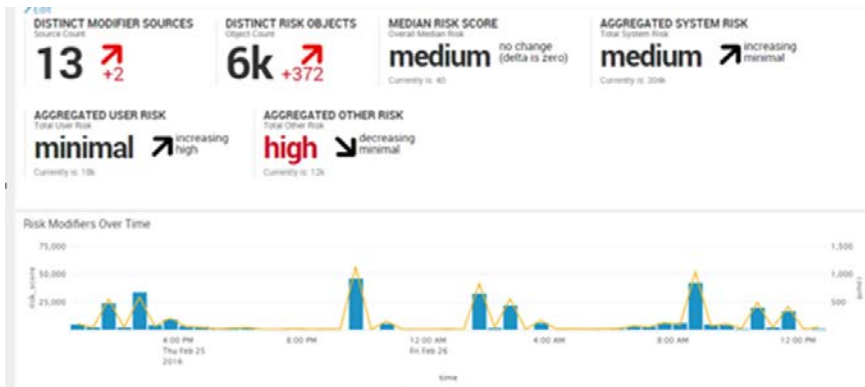 Edit
DISTINCT MODIFIER SOURCES
Source Count
13
+2
DISTINCT RISK OBJECTS
Object Count
6k
+372
MEDIAN RISK SCORE
Overall Median Risk
medium
no change
(delta is zero)
Currently is: 40
AGGREGATED SYSTEM RISK
Total System Risk
medium
increasing
minimal
Currently is: 304k
AGGREGATED USER RISK
Total User Risk
minimal
increasing
high
Currently is: 18k
AGGREGATED OTHER RISK
Total Other Risk
high
decreasing
minimal
Currently is: 12k
Risk Modifiers Over Time
75,000
50,000
25,000
risk_score
1,500
1,000
500
count
4:00 PM
Thu Feb 25
2016
8:00 PM
12:00 AM
Fri Feb 26
4:00 AM
8:00 AM
12:00 PM
time